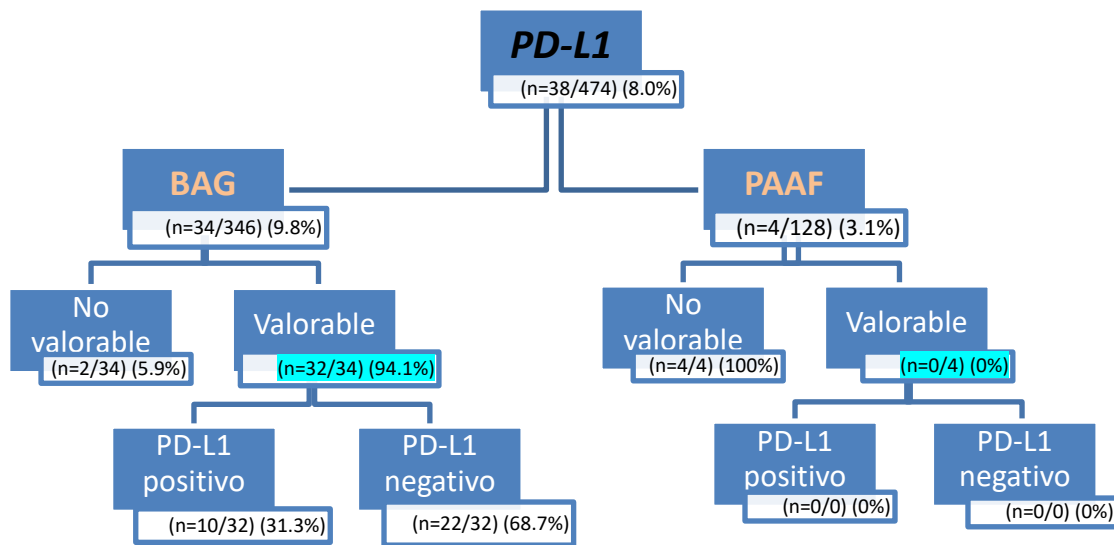 PD-L1
(n=38/474) (8.0%)
BAG
(n=34/346) (9.8%)
PAAF
(n=4/128) (3.1%)
No
valorable
(n=2/34) (5.9%)
Valorable
(n=32/34) (94.1%)
No
valorable
(n=4/4) (100%)
Valorable
(n=0/4) (0%)
PD-L1
positivo
(n=10/32) (31.3%)
PD-L1
negativo
(n=22/32) (68.7%)
PD-L1
positivo
(n=0/0) (0%)
PD-L1
negativo
(n=0/0) (0%)